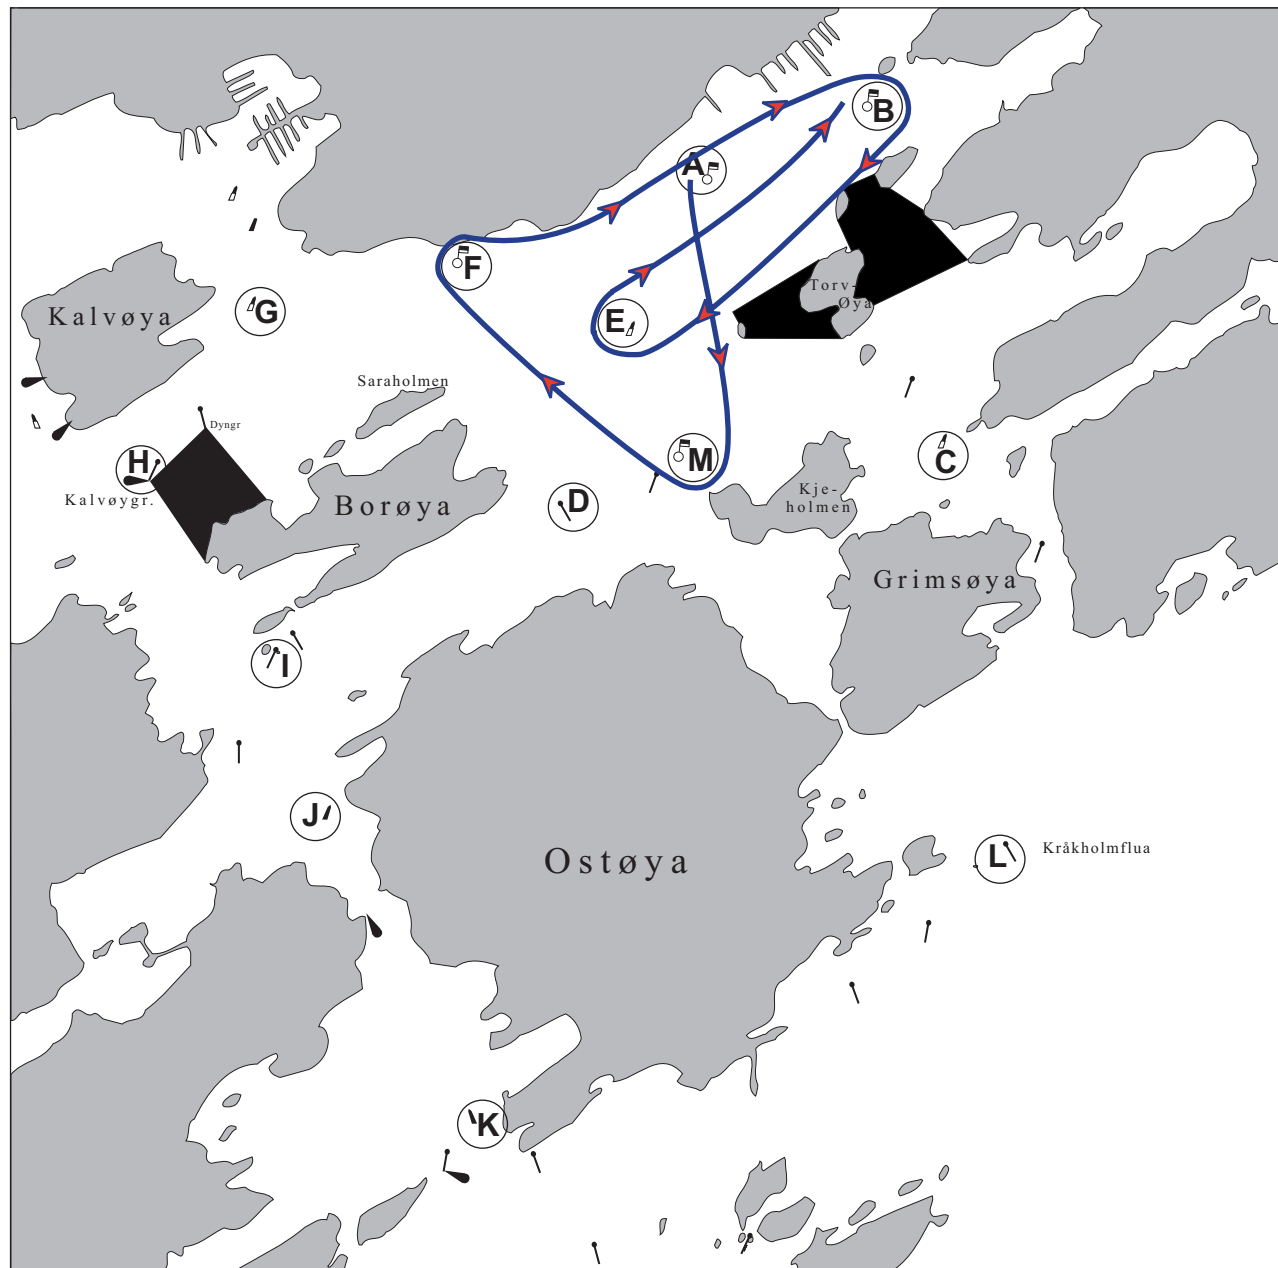 B
A
F
Torv-
Øya
Kalvøya
G
E
Saraholmen
Dyngr
H
M
C
Kalvøygr.
Borøya
D
Kje-
holmen
Grimsøya
I
J
Ostøya
L
Kråkholmflua
K